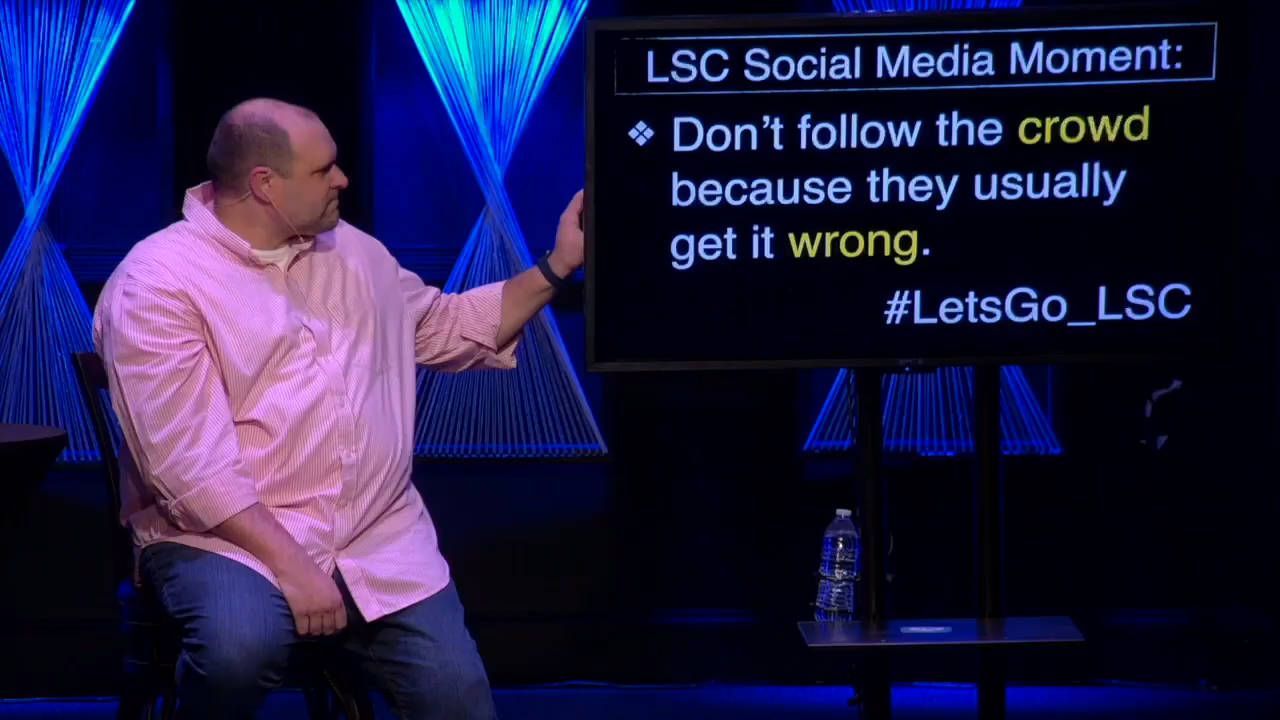 LSC Social Media Moment:
❖ Don't follow the crowd
because they usually
get it wrong.
#LetsGo_LSC